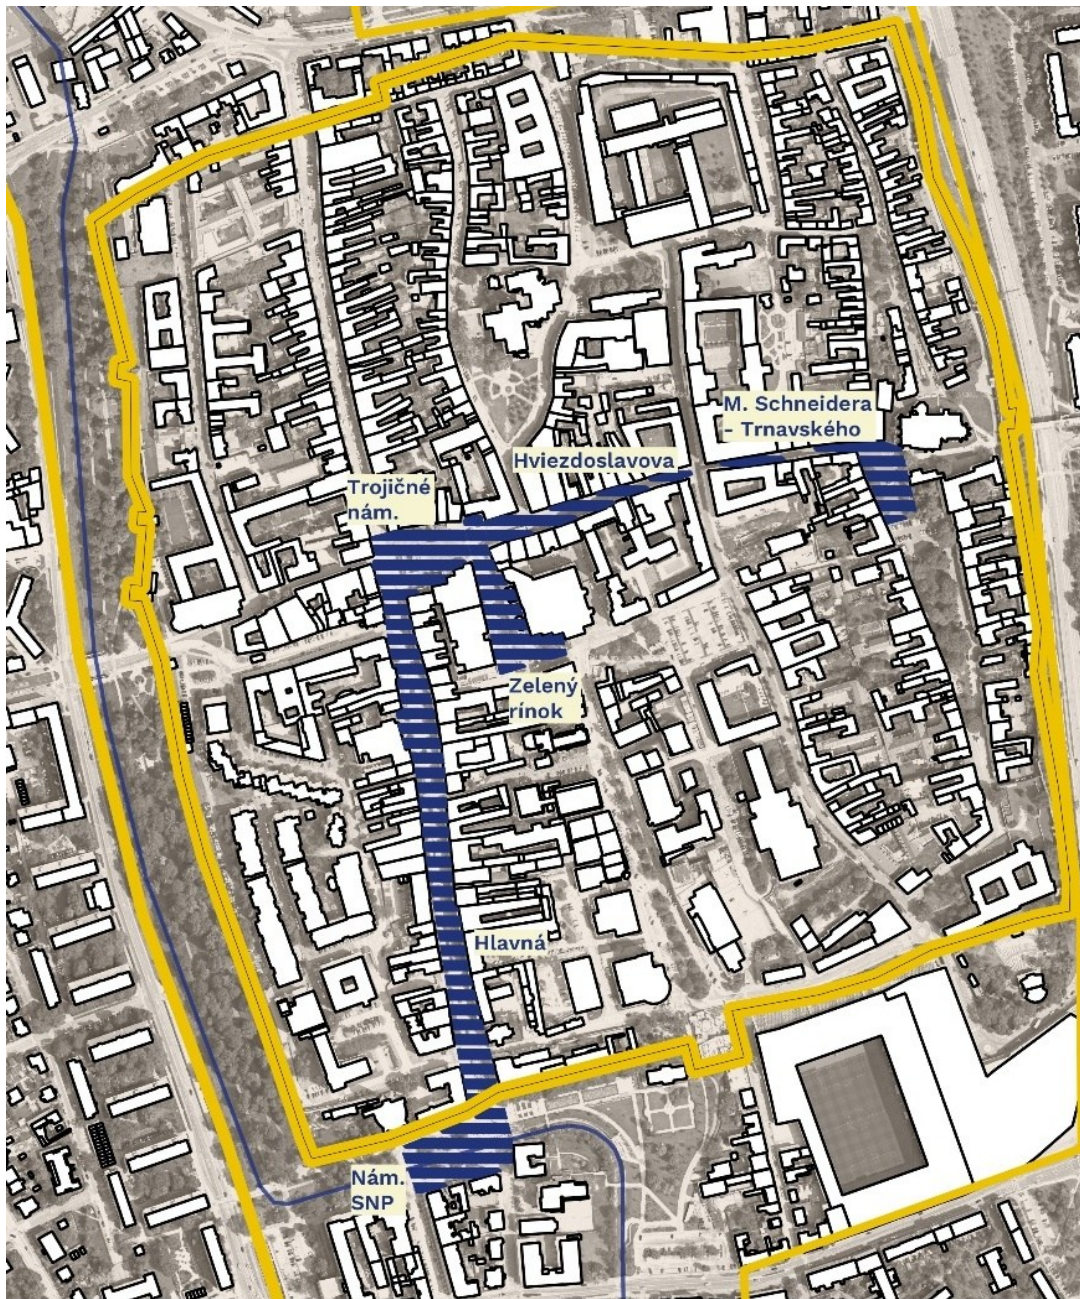 M. Schneidera
- Trnavského
Hviezdoslavova
Trojičné
nám.
Zelený
rínok
Hlavná
Nám.
SNP